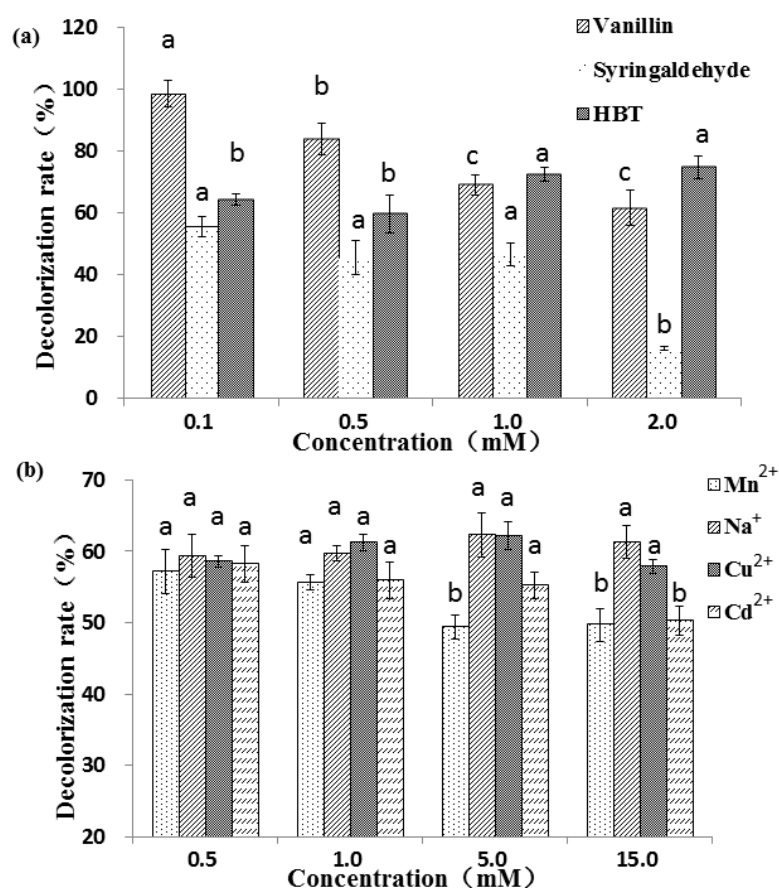 (a)
120
100
80
60
40
20
0
Decolorization rate（%）
Vanillin
Syringaldehyde
HBT
a
a
b
b
a
b
c
a
a
c
b
a
0.1 0.5 1.0 2.0
Concentration（mM）
(b)
70
60
50
40
30
20
Decolorization rate（%）
Mn²⁺
Na⁺
Cu²⁺
Cd²⁺
a a a a
a a a a
b a a a
b a a b
0.5 1.0 5.0 15.0
Concentration（mM）